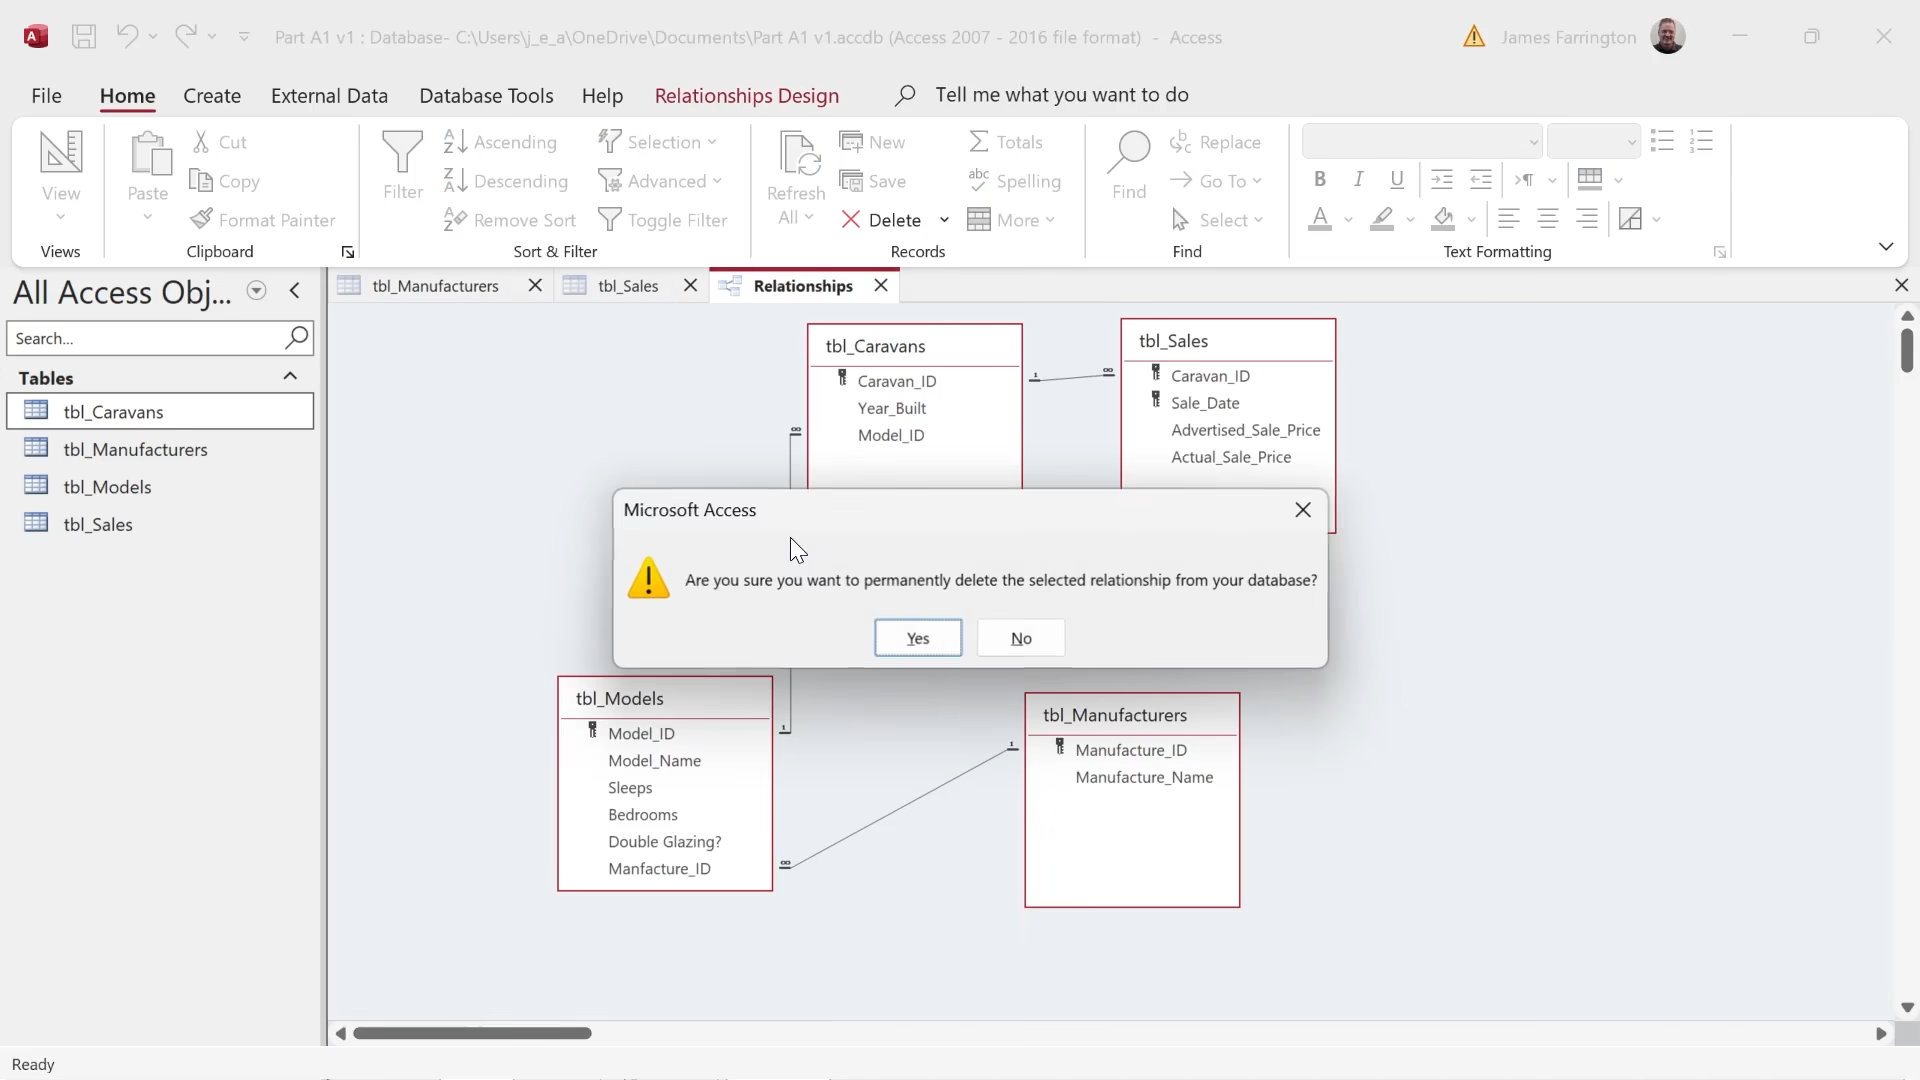 Part A1 v1 : Database- C:\Users\j_e_a\OneDrive\Documents\Part A1 v1.accdb (Access 2007 - 2016 file format) - Access
James Farrington
File Home Create External Data Database Tools Help Relationships Design Tell me what you want to do
View
Views
Paste
Cut
Copy
Format Painter
Clipboard
Filter
Ascending
Descending
Remove Sort
Selection
Advanced
Toggle Filter
Sort & Filter
Refresh
All
New
Save
Delete
Totals
Spelling
More
Records
Find
Replace
Go To
Select
Find
B I U
A
Text Formatting
All Access Obj...
Search...
Tables
tbl_Caravans
tbl_Manufacturers
tbl_Models
tbl_Sales
tbl_Manufacturers tbl_Sales Relationships
tbl_Caravans
Caravan_ID
Year_Built
Model_ID
1 ∞
tbl_Sales
Caravan_ID
Sale_Date
Advertised_Sale_Price
Actual_Sale_Price
∞
Microsoft Access
Are you sure you want to permanently delete the selected relationship from your database?
Yes No
tbl_Models
Model_ID
Model_Name
Sleeps
Bedrooms
Double Glazing?
Manfacture_ID
1
∞ 1
tbl_Manufacturers
Manufacture_ID
Manufacture_Name
Ready